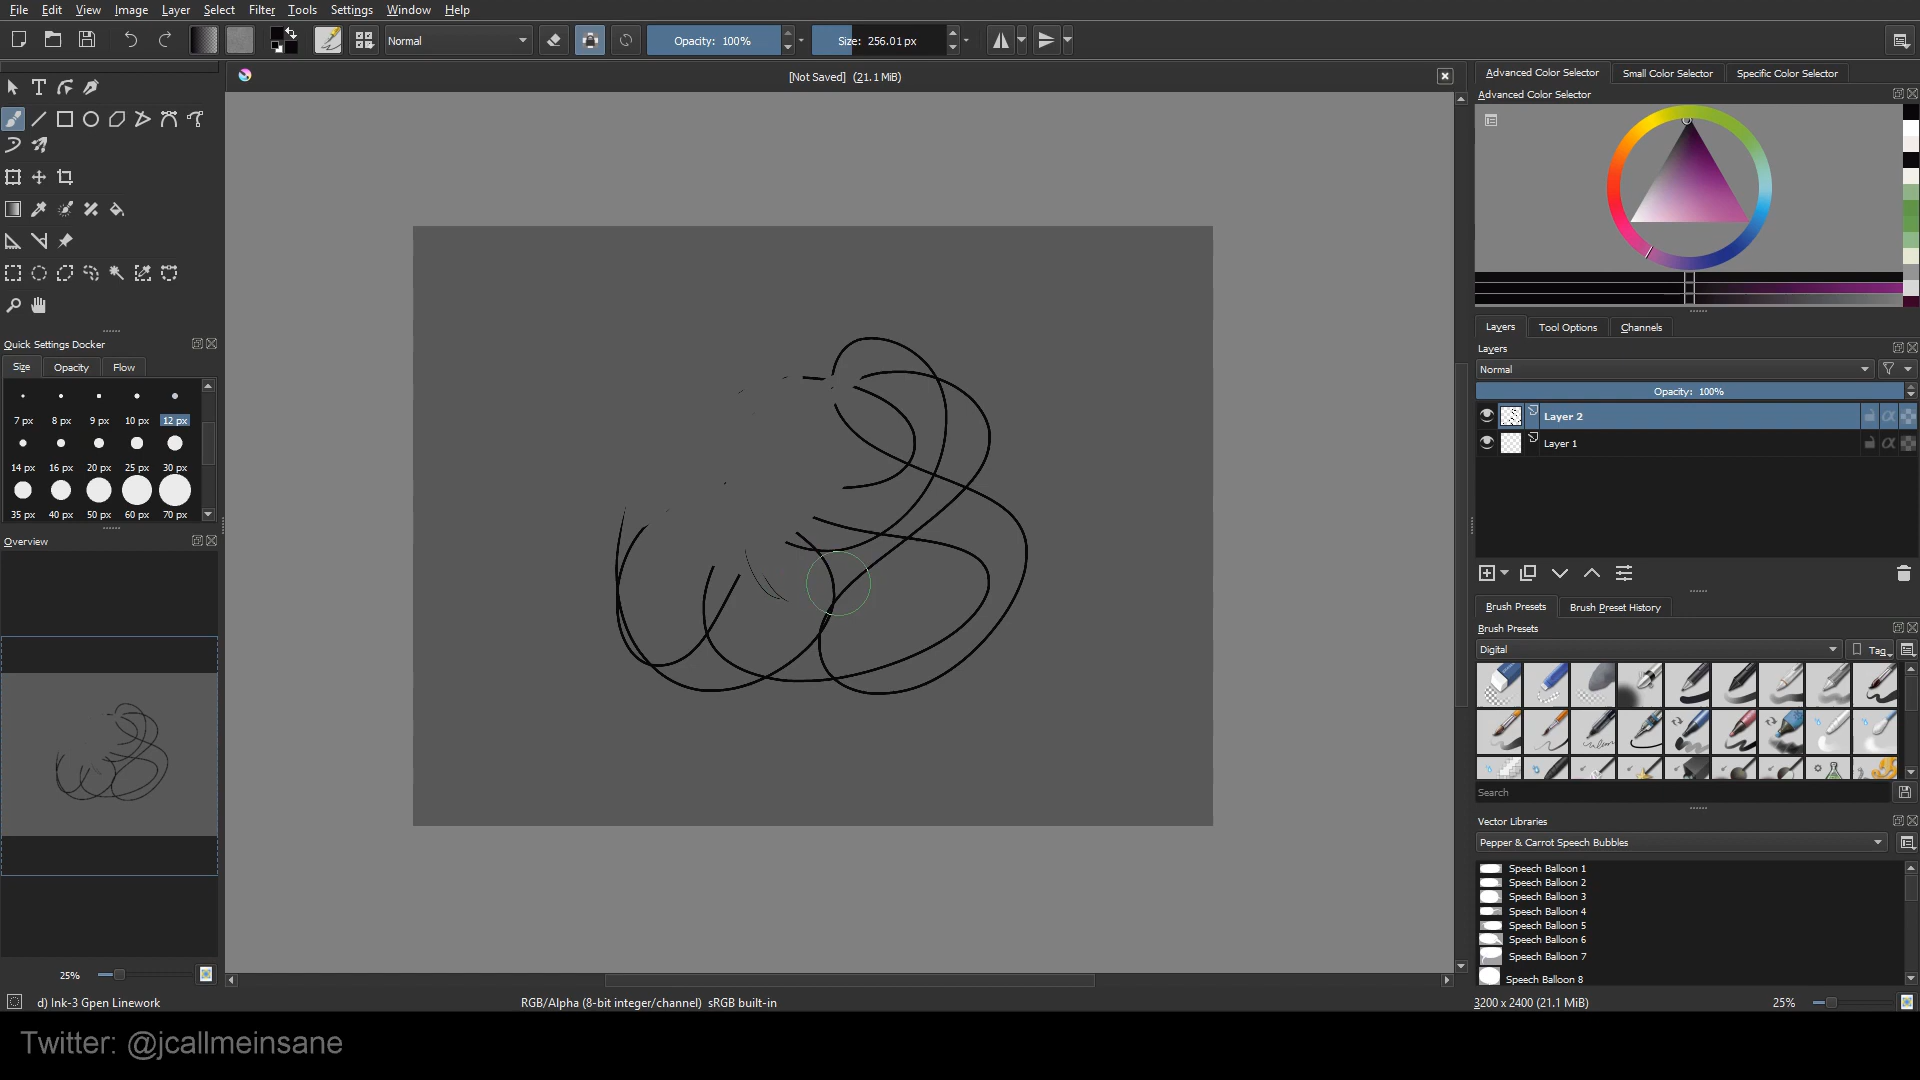 File Edit View Image Layer Select Filter Tools Settings Window Help
Normal
Opacity: 100%
Size: 256.01 px
[Not Saved] (21.1 MiB)
Advanced Color Selector
Small Color Selector
Specific Color Selector
Advanced Color Selector
Quick Settings Docker
Size
Opacity
Flow
7 px 8 px 9 px 10 px 12 px
14 px 16 px 20 px 25 px 30 px
35 px 40 px 50 px 60 px 70 px
Overview
25%
Layers
Tool Options
Channels
Layers
Normal
Opacity: 100%
Layer 2
Layer 1
Brush Presets
Brush Preset History
Brush Presets
Digital
Tag
Search
Vector Libraries
Pepper & Carrot Speech Bubbles
Speech Balloon 1
Speech Balloon 2
Speech Balloon 3
Speech Balloon 4
Speech Balloon 5
Speech Balloon 6
Speech Balloon 7
Speech Balloon 8
d) Ink-3 Gpen Linework
RGB/Alpha (8-bit integer/channel) sRGB built-in
3200 x 2400 (21.1 MiB)
25%
Twitter: @jcallmeinsane